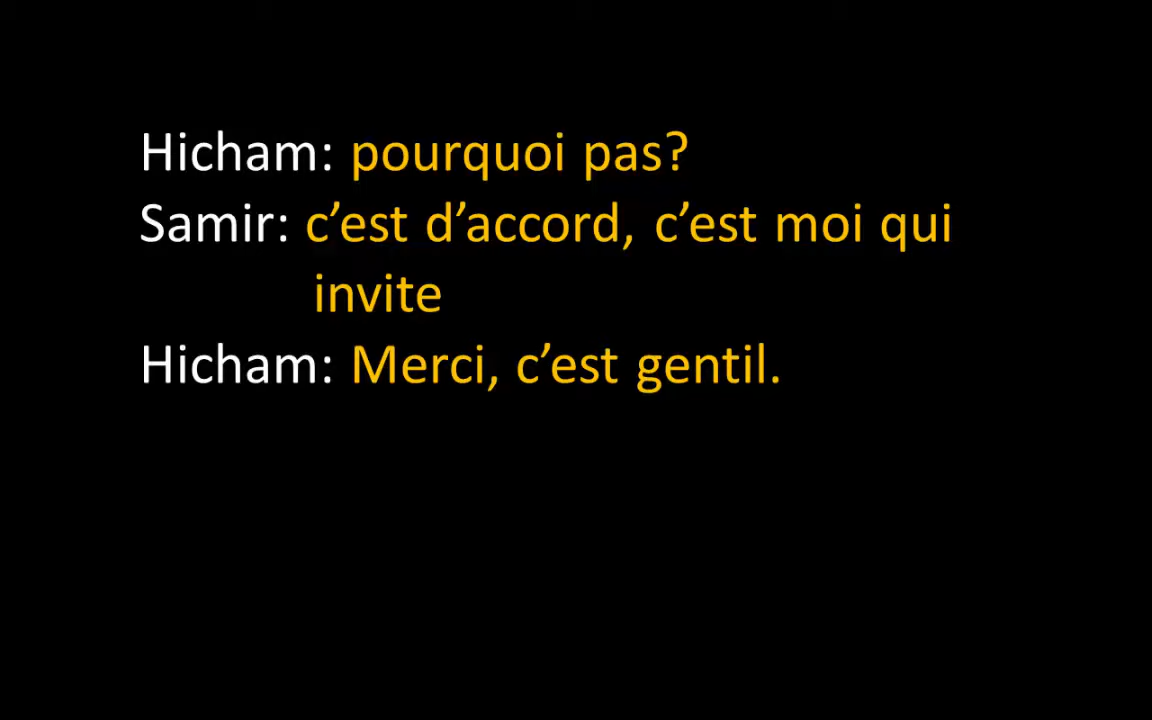 Hicham: pourquoi pas?
Samir: c’est d’accord, c’est moi qui
invite
Hicham: Merci, c’est gentil.